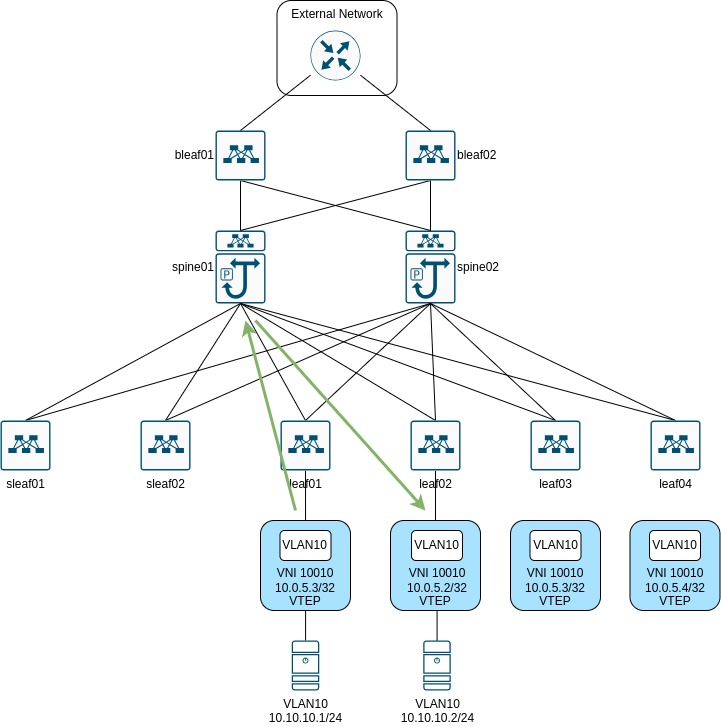 External Network
bleaf01
bleaf02
spine01
P
spine02
P
sleaf01
sleaf02
leaf01
leaf02
leaf03
leaf04
VLAN10
VNI 10010
10.0.5.3/32
VTEP
VLAN10
VNI 10010
10.0.5.2/32
VTEP
VLAN10
VNI 10010
10.0.5.3/32
VTEP
VLAN10
VNI 10010
10.0.5.4/32
VTEP
VLAN10
10.10.10.1/24
VLAN10
10.10.10.2/24